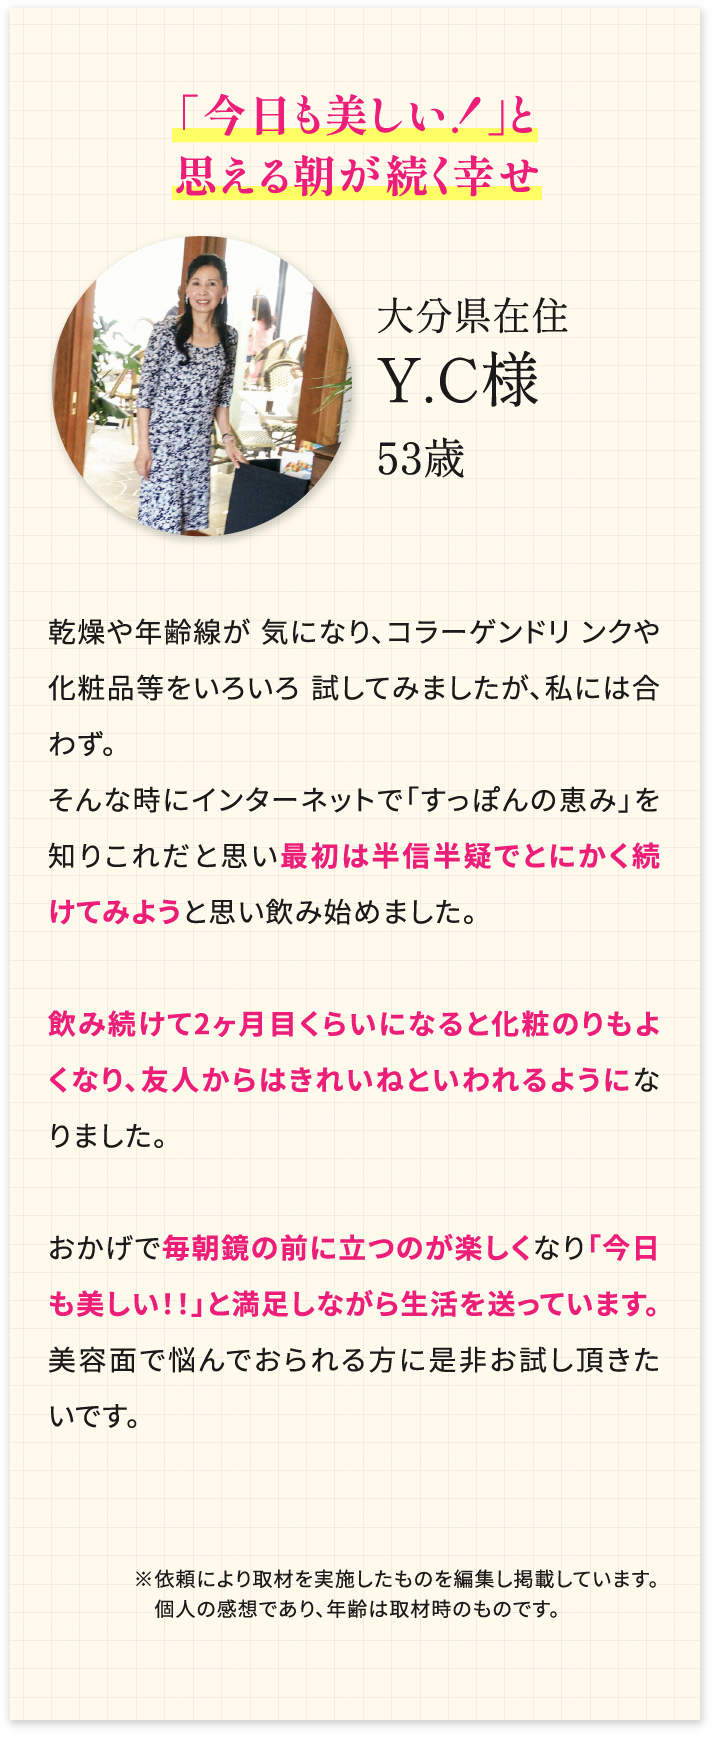 「今日も美しい！」と
思える朝が続く幸せ
大分県在住
Y.C様
53歳
乾燥や年齢線が 気になり、コラーゲンドリ ンクや
化粧品等をいろいろ 試してみましたが、私には合
わず。
そんな時にインターネットで「すっぽんの恵み」を
知りこれだと思い最初は半信半疑でとにかく続
けてみようと思い飲み始めました。
飲み続けて2ヶ月目くらいになると化粧のりもよ
くなり、友人からはきれいねといわれるようにな
りました。
おかげで毎朝鏡の前に立つのが楽しくなり「今日
も美しい！！」と満足しながら生活を送っています。
美容面で悩んでおられる方に是非お試し頂きた
いです。
※依頼により取材を実施したものを編集し掲載しています。
個人の感想であり、年齢は取材時のものです。